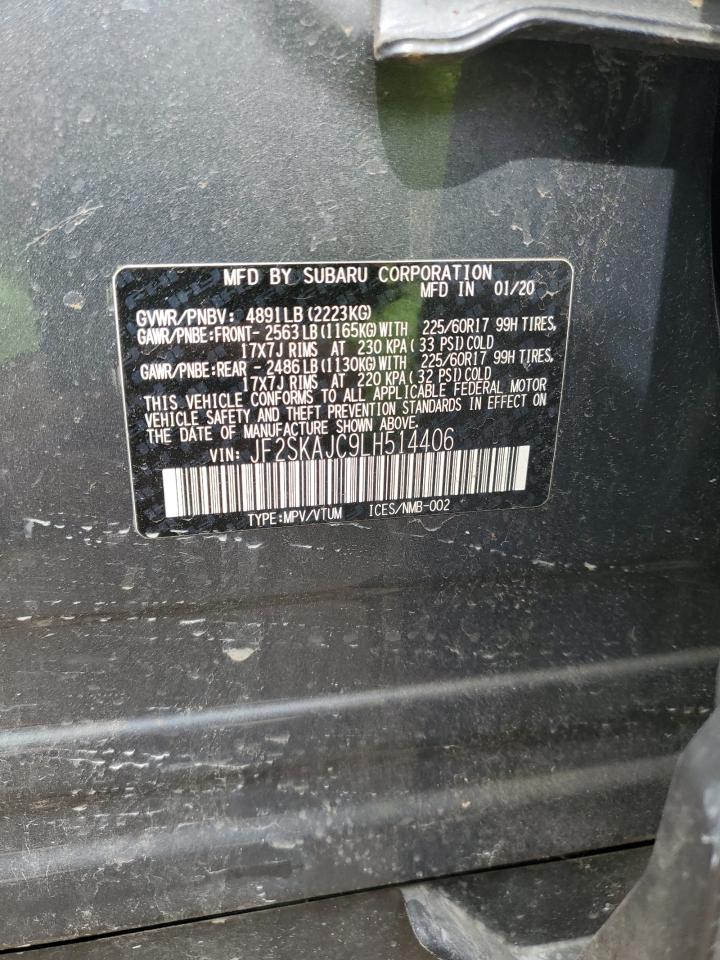 MFD BY SUBARU CORPORATION
MFD IN 01/20
GVWR/PNBV: 4891LB(2223KG)
GAWR/PNBE:FRONT- 2563LB(1165KG)WITH 225/60R17 99H TIRES,
17X7J RIMS AT 230 KPA(33 PSI)COLD
GAWR/PNBE:REAR - 2486LB(1130KG)WITH 225/60R17 99H TIRES,
17X7J RIMS AT 220 KPA(32 PSI)COLD
THIS VEHICLE CONFORMS TO ALL APPLICABLE FEDERAL MOTOR
VEHICLE SAFETY AND THEFT PREVENTION STANDARDS IN EFFECT ON
THE DATE OF MANUFACTURE SHOWN ABOVE.
VIN: JF2SKAJC9LH514406
TYPE:MPV/VTUM ICES/NMB-002